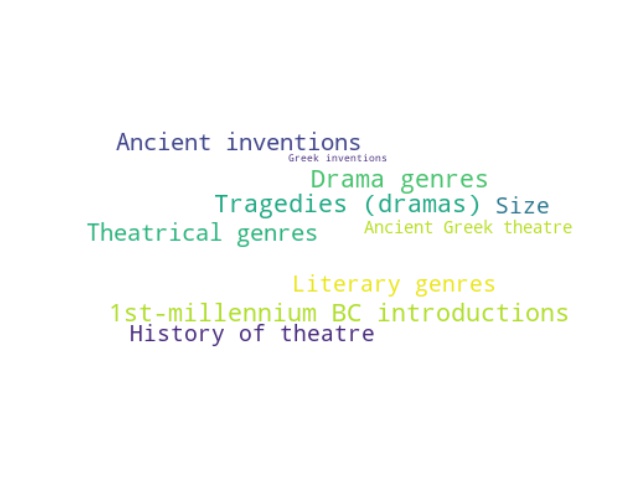 Ancient inventions
Greek inventions
Drama genres
Tragedies (dramas) Size
Theatrical genres Ancient Greek theatre
Literary genres
1st-millennium BC introductions
History of theatre